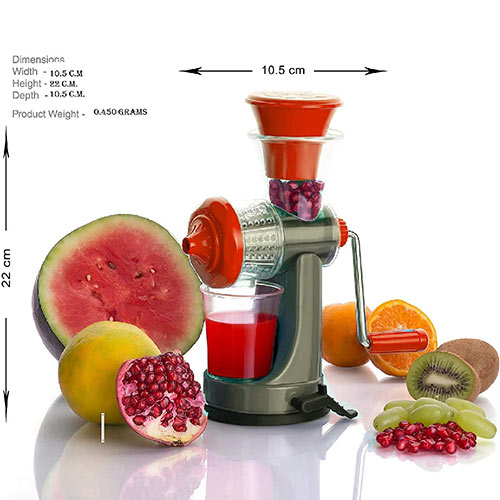 Dimensions
Width - 10.5 C.M
Height - 22 C.M.
Depth - 10.5 C.M.
Product Weight - 0.450 GRAMS
10.5 cm
22 cm